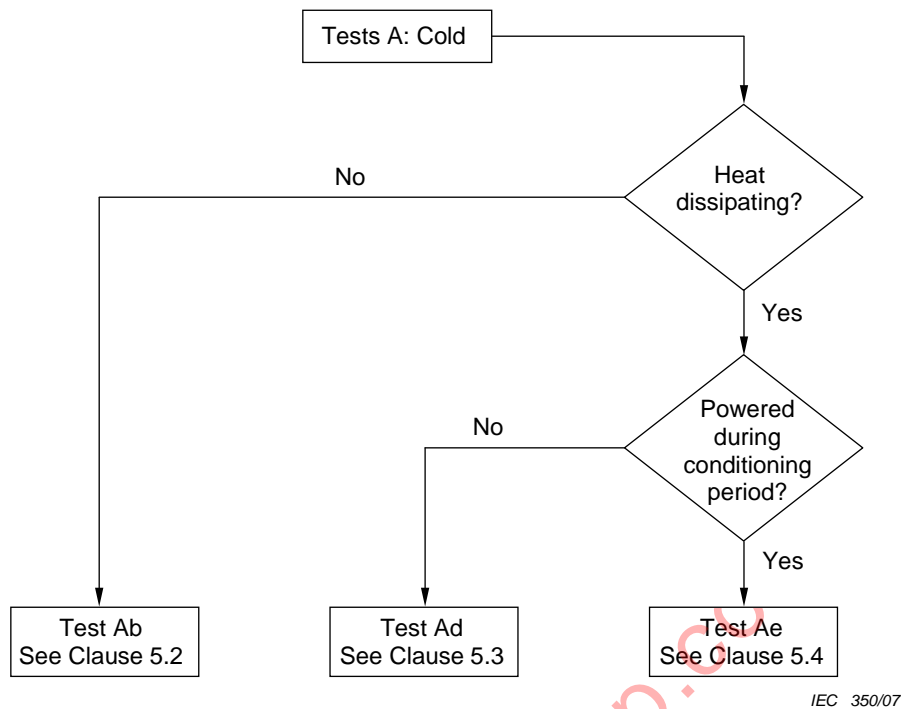 Tests A: Cold
Heat
dissipating?
No
Yes
Powered
during
conditioning
period?
No
Yes
Test Ab
See Clause 5.2
Test Ad
See Clause 5.3
Test Ae
See Clause 5.4
IEC 350/07